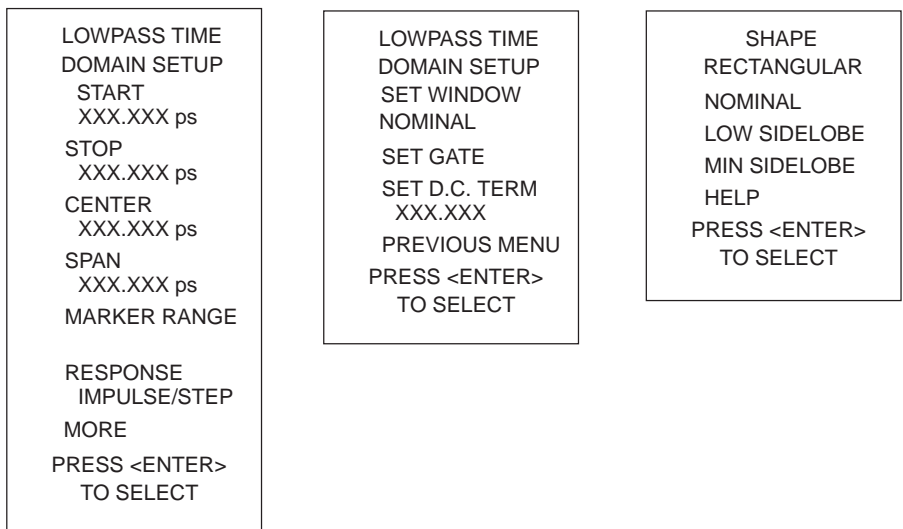 LOWPASS TIME
DOMAIN SETUP
START
XXX.XXX ps
STOP
XXX.XXX ps
CENTER
XXX.XXX ps
SPAN
XXX.XXX ps
MARKER RANGE
RESPONSE
IMPULSE/STEP
MORE
PRESS <ENTER>
TO SELECT
LOWPASS TIME
DOMAIN SETUP
SET WINDOW
NOMINAL
SET GATE
SET D.C. TERM
XXX.XXX
PREVIOUS MENU
PRESS <ENTER>
TO SELECT
SHAPE
RECTANGULAR
NOMINAL
LOW SIDELOBE
MIN SIDELOBE
HELP
PRESS <ENTER>
TO SELECT